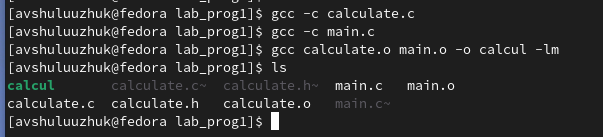 [avshuluuzhuk@fedora lab_prog1]$ gcc -c calculate.c
[avshuluuzhuk@fedora lab_prog1]$ gcc -c main.c
[avshuluuzhuk@fedora lab_prog1]$ gcc calculate.o main.o -o calcul -lm
[avshuluuzhuk@fedora lab_prog1]$ ls
calcul calculate.c~ calculate.h~ main.c main.o
calculate.c calculate.h calculate.o main.c~
[avshuluuzhuk@fedora lab_prog1]$